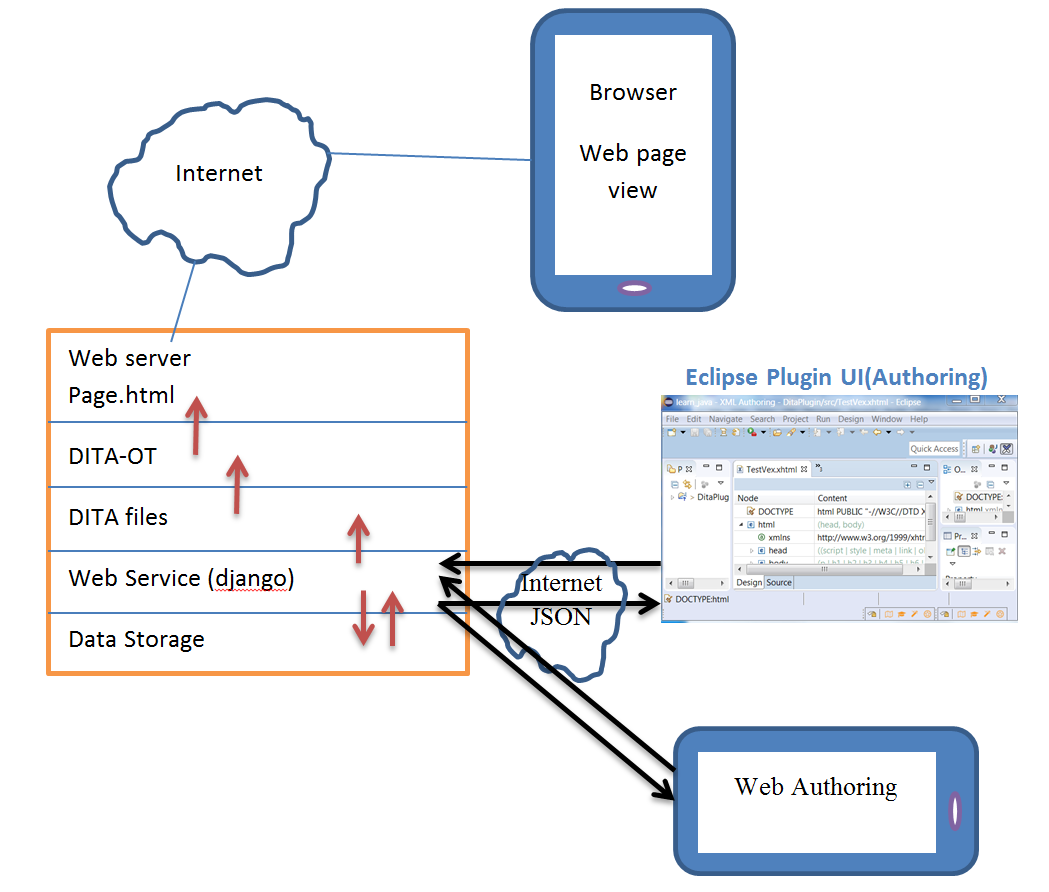 Browser
Web page
view
Internet
Web server
Page.html
DITA-OT
DITA files
Web Service (django)
Data Storage
Internet
JSON
Eclipse Plugin UI(Authoring)
learn_java - XML Authoring - DitaPlugin/src/TestVex.xhtml - Eclipse
File Edit Navigate Search Project Run Design Window Help
Quick Access
P
TestVex.xhtml
O...
> DitaPlug
Node Content
DOCTYPE html PUBLIC "-//W3C//DTD X
html (head, body)
xmlns http://www.w3.org/1999/xhtr
head ((script | style | meta | link | o
body
DOCTYPE:
html
Pr...
Property
Design Source
DOCTYPE:html
Web Authoring